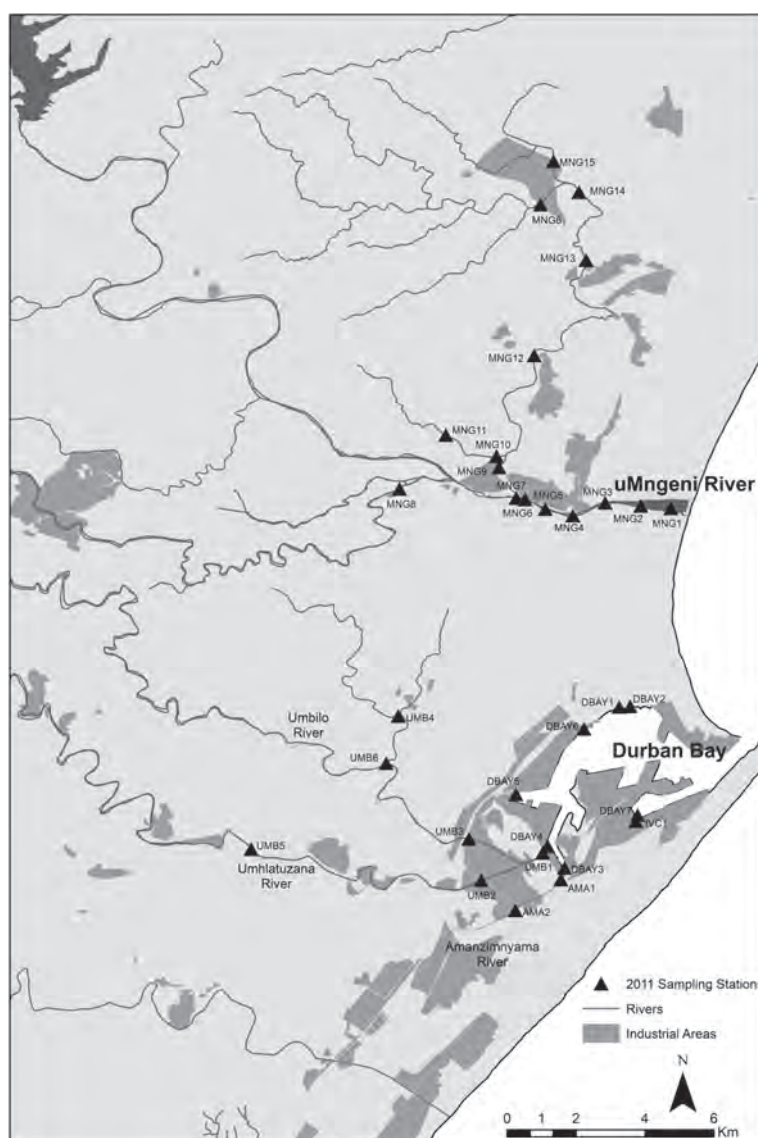 MNG15
MNG14
MNG8
MNG13
MNG12
MNG11
MNG10
MNG9
MNG7
MNG5
MNG3
uMngeni River
MNG8
MNG6
MNG4
MNG2
MNG1
DBAY1
DBAY2
UMB4
Umbilo
River
DBAY6
Durban Bay
UMB6
DBAY5
DBAY7
IVC1
UMB3
DBAY4
UMB5
UMB1
DBAY3
Umhlatuzana
River
UMB2
AMA1
AMA2
Amanzimnyama
River
2011 Sampling Station
Rivers
Industrial Areas
N
0 1 2 4 6
Km